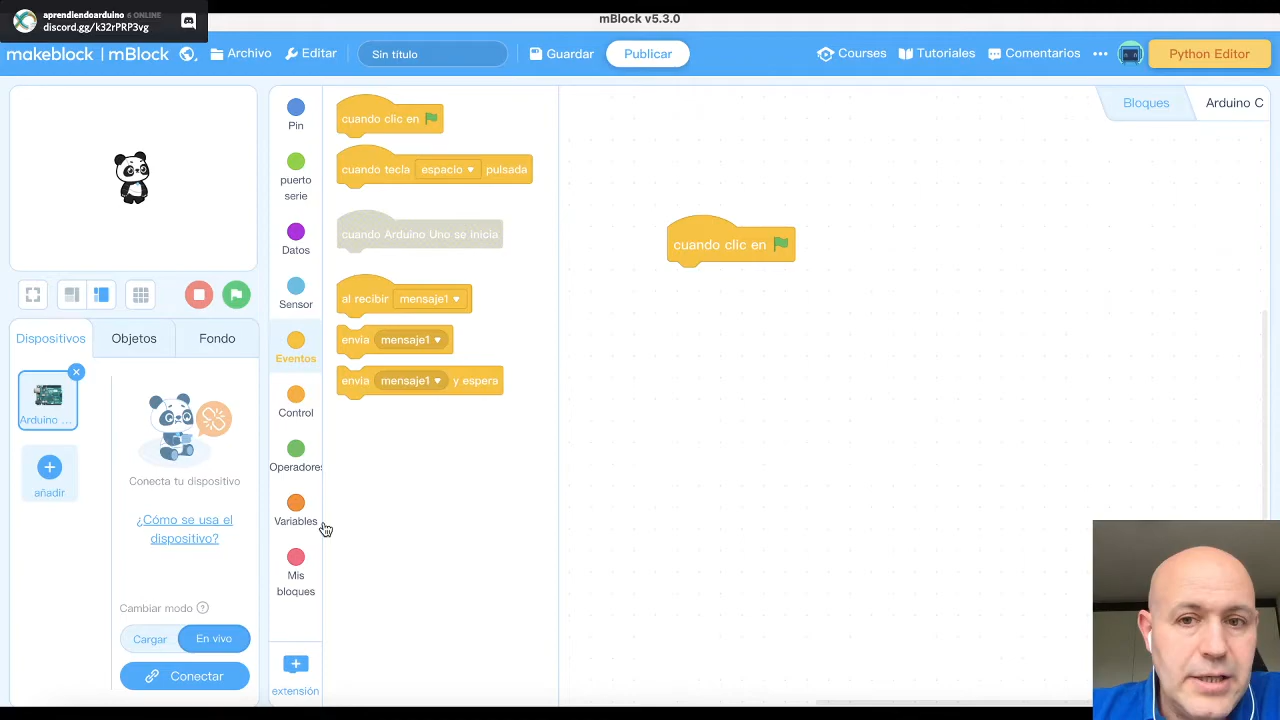 aprendiendoarduino 6 ONLINE
discord.gg/k32rPRP3vg
mBlock v5.3.0
makeblock | mBlock
Archivo
Editar
Sin título
Guardar
Publicar
Courses
Tutoriales
Comentarios
Python Editor
Pin
puerto
serie
Datos
Sensor
Eventos
Control
Operadores
Variables
Mis
bloques
extensión
cuando clic en
cuando tecla espacio pulsada
cuando Arduino Uno se inicia
al recibir mensaje1
envía mensaje1
envía mensaje1 y espera
Bloques
Arduino C
cuando clic en
Dispositivos
Objetos
Fondo
Arduino ...
añadir
Conecta tu dispositivo
¿Cómo se usa el
dispositivo?
Cambiar modo ?
Cargar
En vivo
Conectar